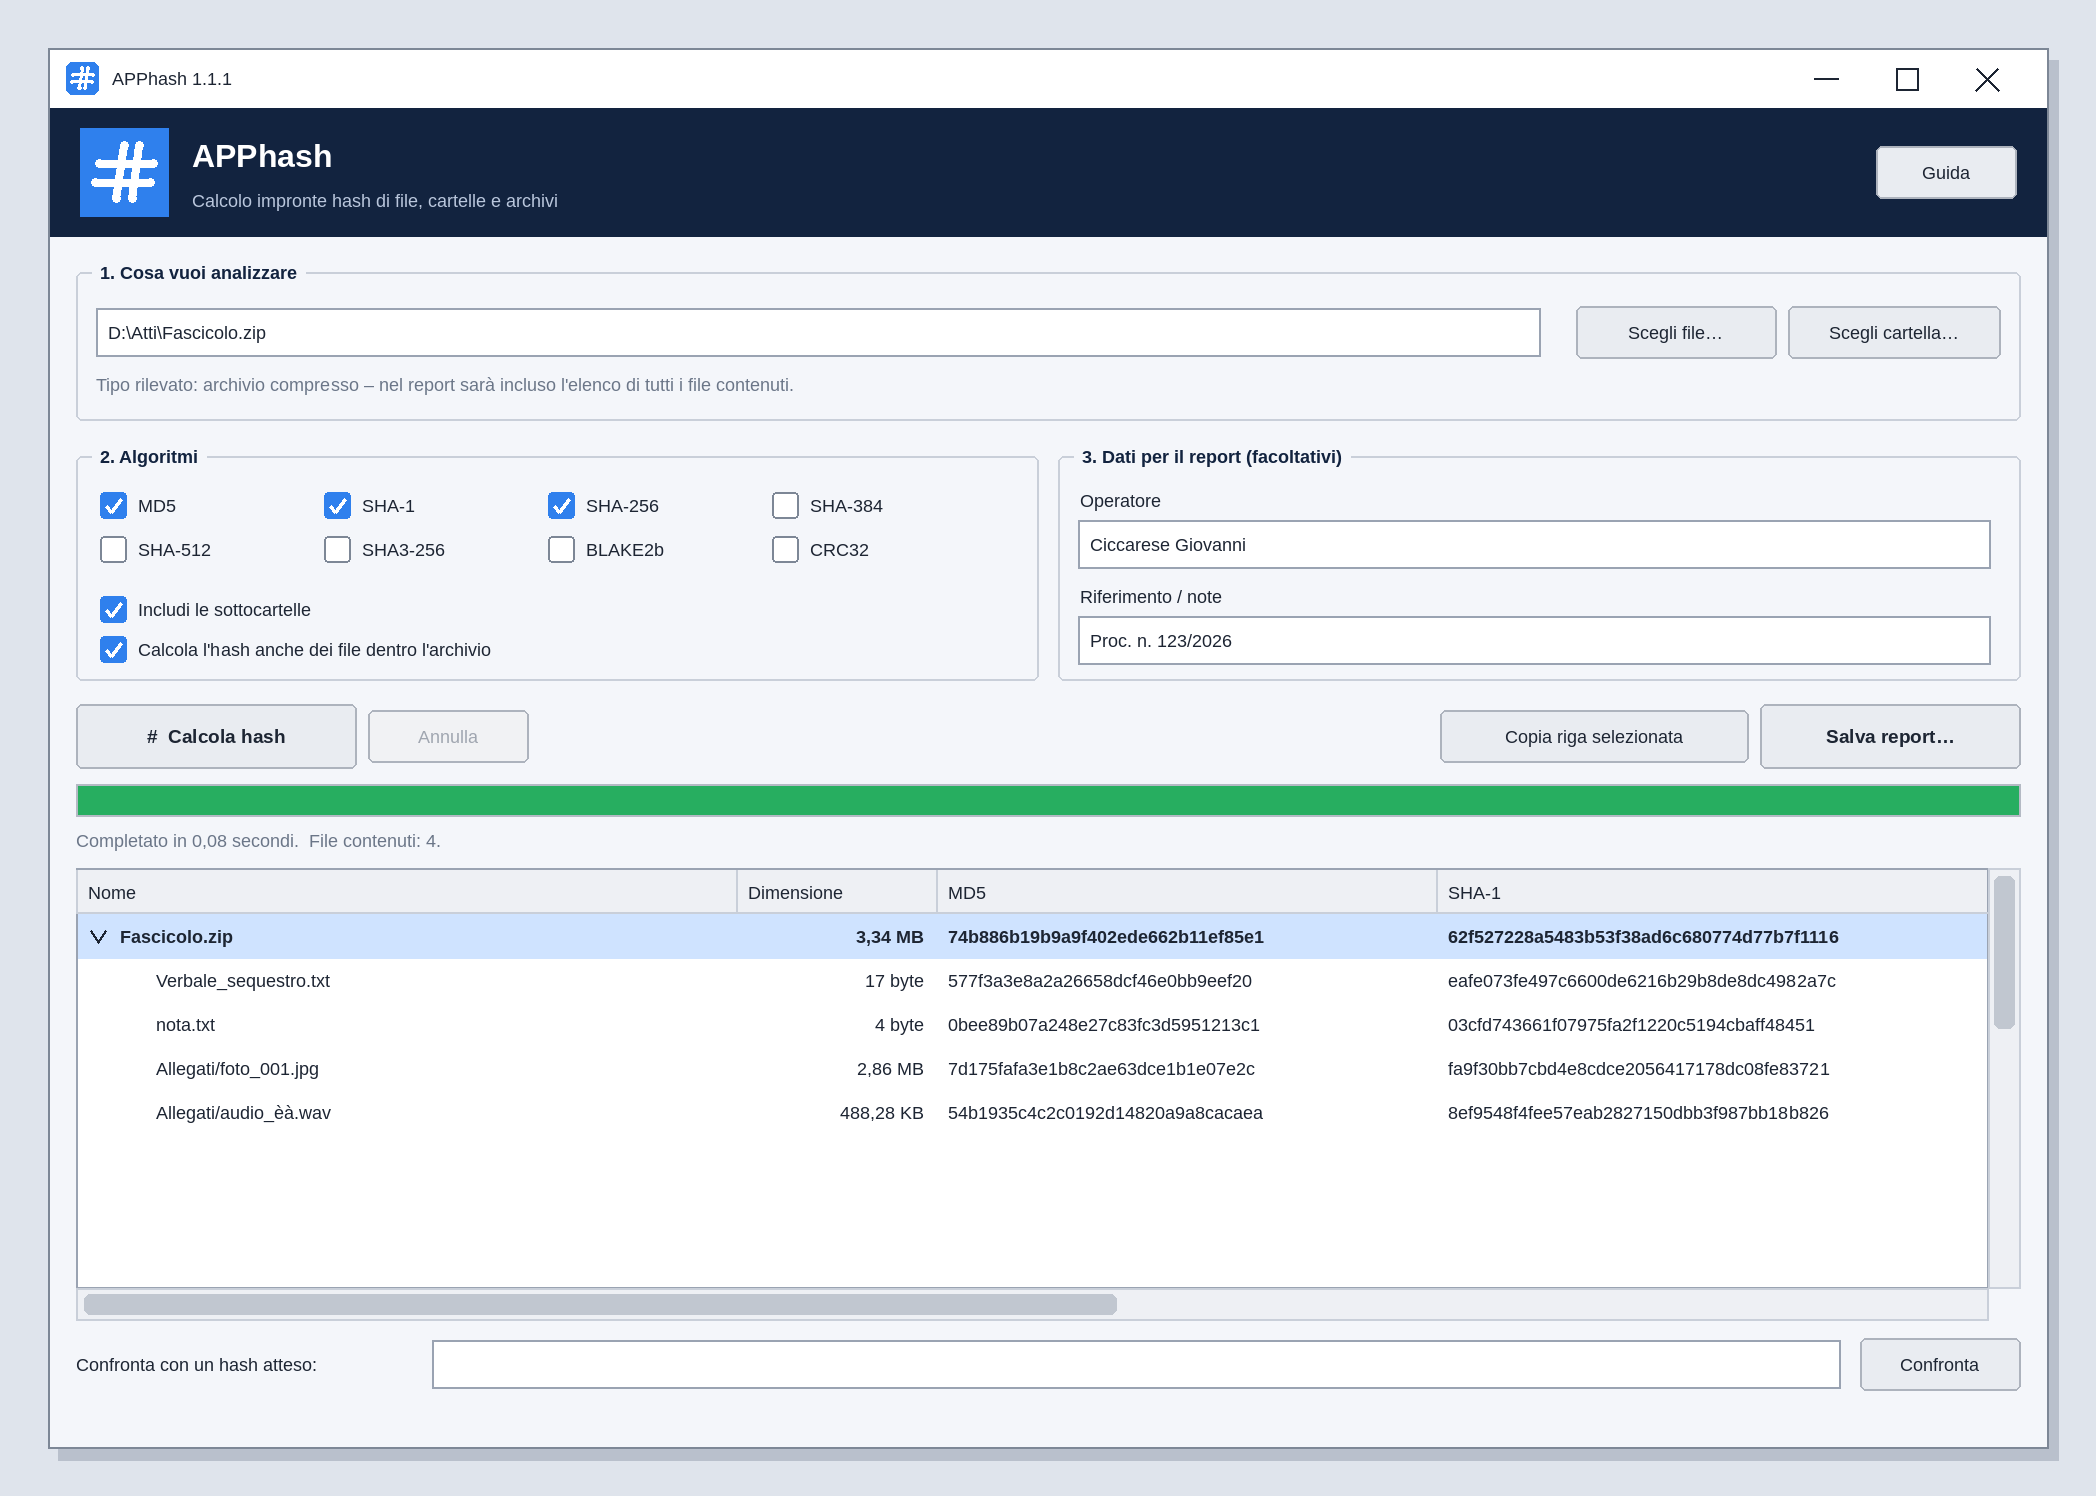 APPhash 1.1.1
APPhash
Calcolo impronte hash di file, cartelle e archivi
Guida
1. Cosa vuoi analizzare
D:\Atti\Fascicolo.zip
Scegli file…
Scegli cartella…
Tipo rilevato: archivio compresso – nel report sarà incluso l'elenco di tutti i file contenuti.
2. Algoritmi
MD5 SHA-1 SHA-256 SHA-384
SHA-512 SHA3-256 BLAKE2b CRC32
Includi le sottocartelle
Calcola l'hash anche dei file dentro l'archivio
3. Dati per il report (facoltativi)
Operatore
Ciccarese Giovanni
Riferimento / note
Proc. n. 123/2026
# Calcola hash
Annulla
Copia riga selezionata
Salva report…
Completato in 0,08 secondi. File contenuti: 4.
Nome Dimensione MD5 SHA-1
Fascicolo.zip 3,34 MB 74b886b19b9a9f402ede662b11ef85e1 62f527228a5483b53f38ad6c680774d77b7f1116
Verbale_sequestro.txt 17 byte 577f3a3e8a2a26658dcf46e0bb9eef20 eafe073fe497c6600de6216b29b8de8dc4982a7c
nota.txt 4 byte 0bee89b07a248e27c83fc3d5951213c1 03cfd743661f07975fa2f1220c5194cbaff48451
Allegati/foto_001.jpg 2,86 MB 7d175fafa3e1b8c2ae63dce1b1e07e2c fa9f30bb7cbd4e8cdce2056417178dc08fe83721
Allegati/audio_èà.wav 488,28 KB 54b1935c4c2c0192d14820a9a8cacaea 8ef9548f4fee57eab2827150dbb3f987bb18b826
Confronta con un hash atteso:
Confronta